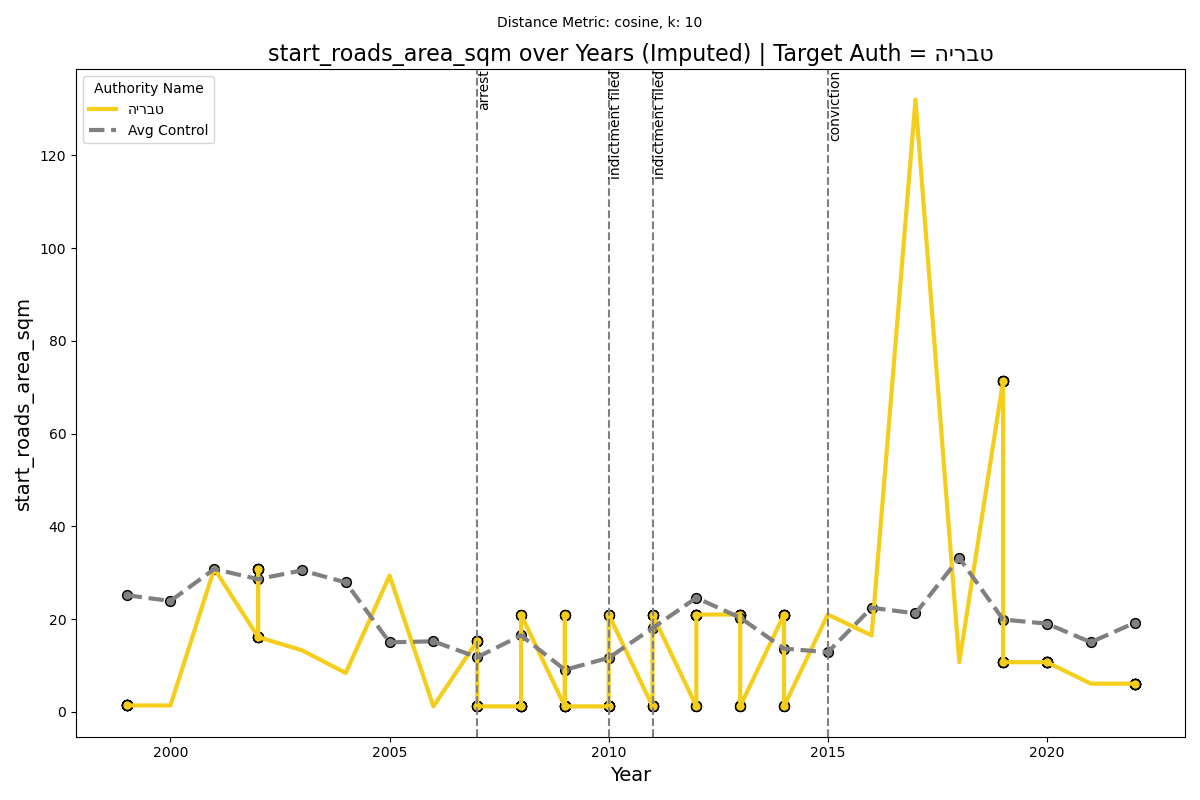 Distance Metric: cosine, k: 10
start_roads_area_sqm over Years (Imputed) | Target Auth = טבריה
Authority Name
טבריה
Avg Control
arrest
indictment filed
indictment filed
conviction
120
100
80
60
40
20
0
start_roads_area_sqm
2000
2005
2010
2015
2020
Year